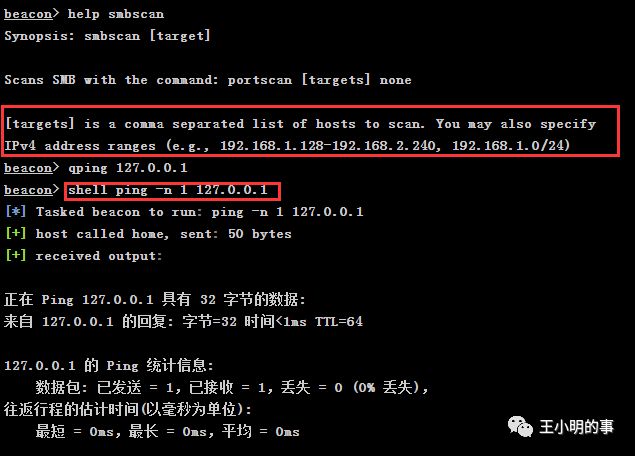 beacon> help smbscan
Synopsis: smbscan [target]
Scans SMB with the command: portscan [targets] none
[targets] is a comma separated list of hosts to scan. You may also specify
IPv4 address ranges (e.g., 192.168.1.128-192.168.2.240, 192.168.1.0/24)
beacon> qping 127.0.0.1
beacon> shell ping -n 1 127.0.0.1
[*] Tasked beacon to run: ping -n 1 127.0.0.1
[+] host called home, sent: 50 bytes
[+] received output:
正在 Ping 127.0.0.1 具有 32 字节的数据:
来自 127.0.0.1 的回复: 字节=32 时间<1ms TTL=64
127.0.0.1 的 Ping 统计信息:
数据包: 已发送 = 1，已接收 = 1，丢失 = 0 (0% 丢失)，
往返行程的估计时间(以毫秒为单位):
最短 = 0ms，最长 = 0ms，平均 = 0ms
王小明的事